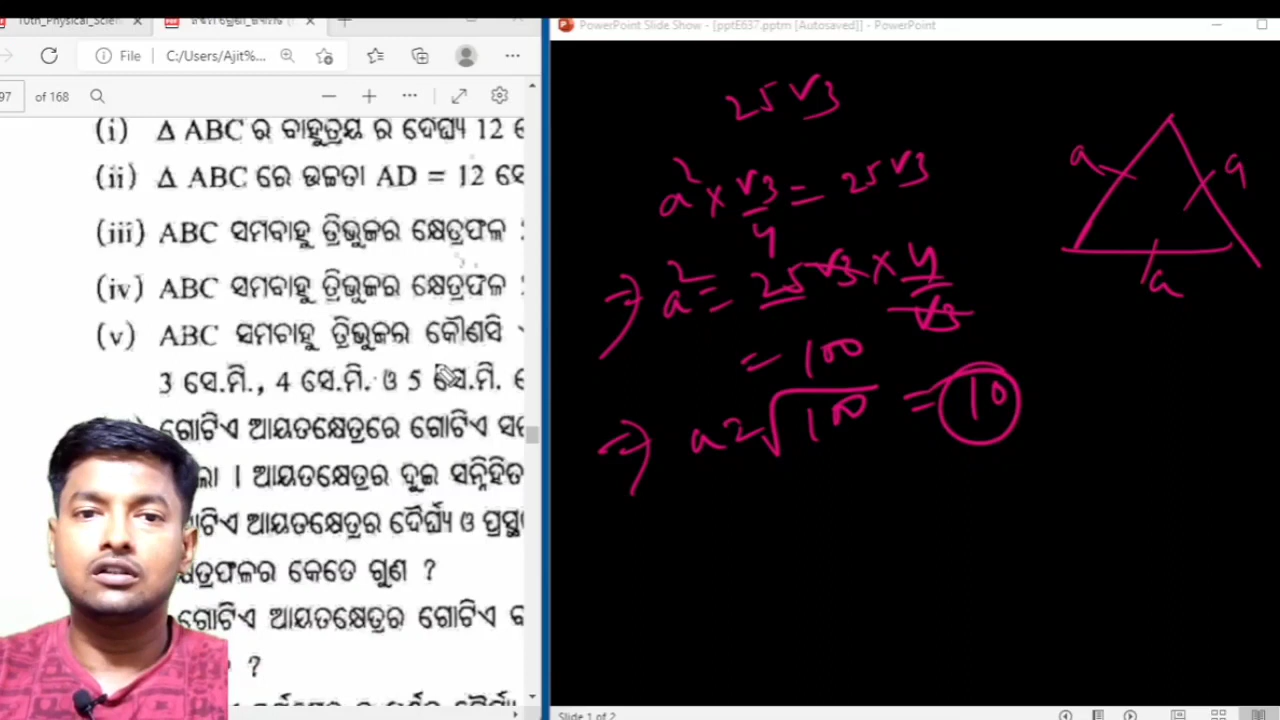 10th_Physical_Scien
PowerPoint Slide Show - [pptE637.pptm [Autosaved]] - PowerPoint
File C:/Users/Ajit%...
97 of 168
(i) Δ ABC ର ବାହୁତ୍ରୟ ର ଦୈର୍ଘ୍ୟ 12
(ii) Δ ABC ରେ ଉଚ୍ଚତା AD = 12 ସେ
(iii) ABC ସମବାହୁ ତ୍ରିଭୁଜର କ୍ଷେତ୍ରଫଳ
(iv) ABC ସମବାହୁ ତ୍ରିଭୁଜର କ୍ଷେତ୍ରଫଳ
(v) ABC ସମବାହୁ ତ୍ରିଭୁଜର କୌଣସି
3 ସେ.ମି., 4 ସେ.ମି. ଓ 5 ସେ.ମି.
ଗୋଟିଏ ଆୟତକ୍ଷେତ୍ରରେ ଗୋଟିଏ
। ଆୟତକ୍ଷେତ୍ରର ଦୁଇ ସନ୍ନିହିତ
ଆୟତକ୍ଷେତ୍ରର ଦୈର୍ଘ୍ୟ ଓ ପ୍ରସ୍ଥ
କ୍ଷେତ୍ରଫଳର କେତେ ଗୁଣ ?
ଗୋଟିଏ ଆୟତକ୍ଷେତ୍ରର ଗୋଟିଏ
?
25√3
a² × √3/4 = 25√3
⇒ a² = 25√3 × 4/√3
= 100
⇒ a = √100 = 10
a
a
a
Slide 1 of 2